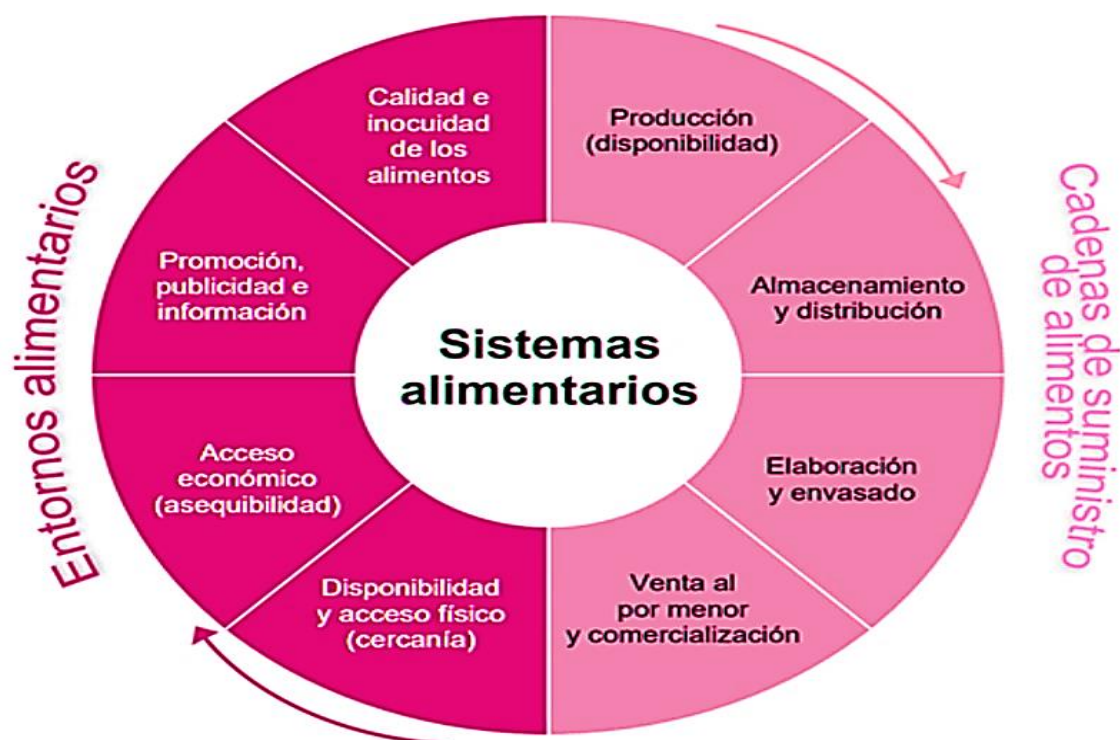 Sistemas
alimentarios
Producción
(disponibilidad)
Almacenamiento
y distribución
Elaboración
y envasado
Venta al
por menor
y comercialización
Disponibilidad
y acceso físico
(cercanía)
Acceso
económico
(asequibilidad)
Promoción,
publicidad e
información
Calidad e
inocuidad
de los
alimentos
Entornos alimentarios
Cadenas de suministro
de alimentos